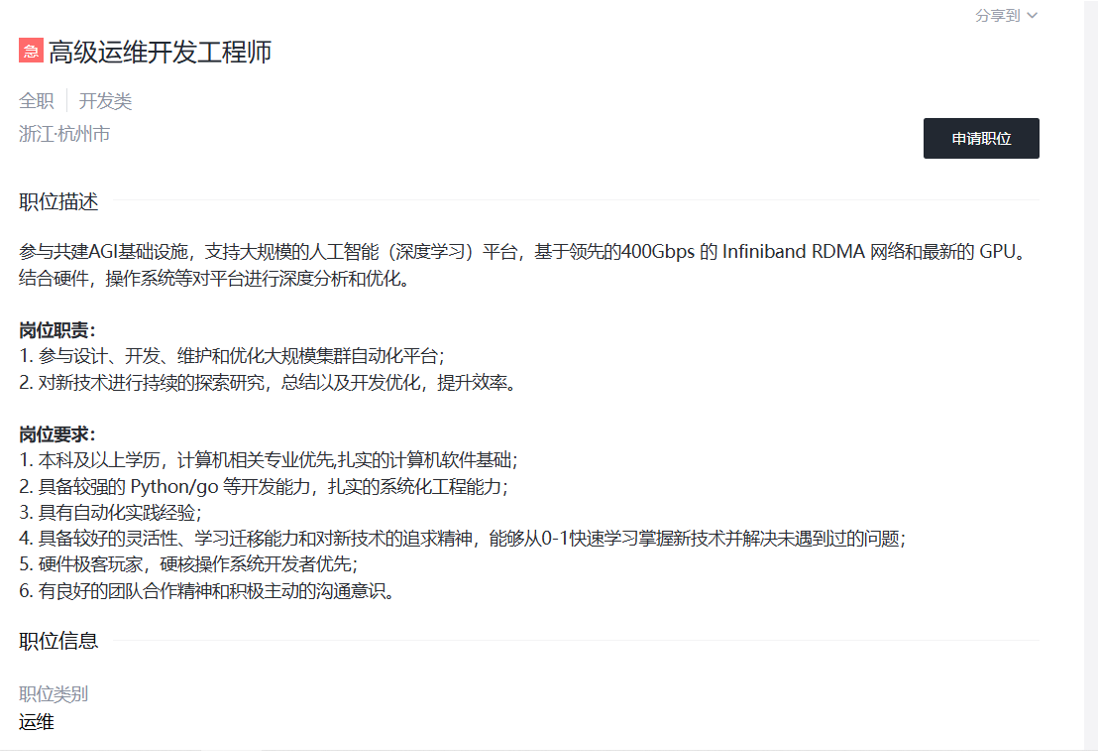 分享到
急 高级运维开发工程师
全职 开发类
浙江·杭州市
申请职位
职位描述
参与共建AGI基础设施，支持大规模的人工智能（深度学习）平台，基于领先的400Gbps 的 Infiniband RDMA 网络和最新的 GPU。
结合硬件，操作系统等对平台进行深度分析和优化。
岗位职责：
1. 参与设计、开发、维护和优化大规模集群自动化平台；
2. 对新技术进行持续的探索研究，总结以及开发优化，提升效率。
岗位要求：
1. 本科及以上学历，计算机相关专业优先,扎实的计算机软件基础；
2. 具备较强的 Python/go 等开发能力，扎实的系统化工程能力；
3. 具有自动化实践经验；
4. 具备较好的灵活性、学习迁移能力和对新技术的追求精神，能够从0-1快速学习掌握新技术并解决未遇到过的问题；
5. 硬件极客玩家，硬核操作系统开发者优先；
6. 有良好的团队合作精神和积极主动的沟通意识。
职位信息
职位类别
运维